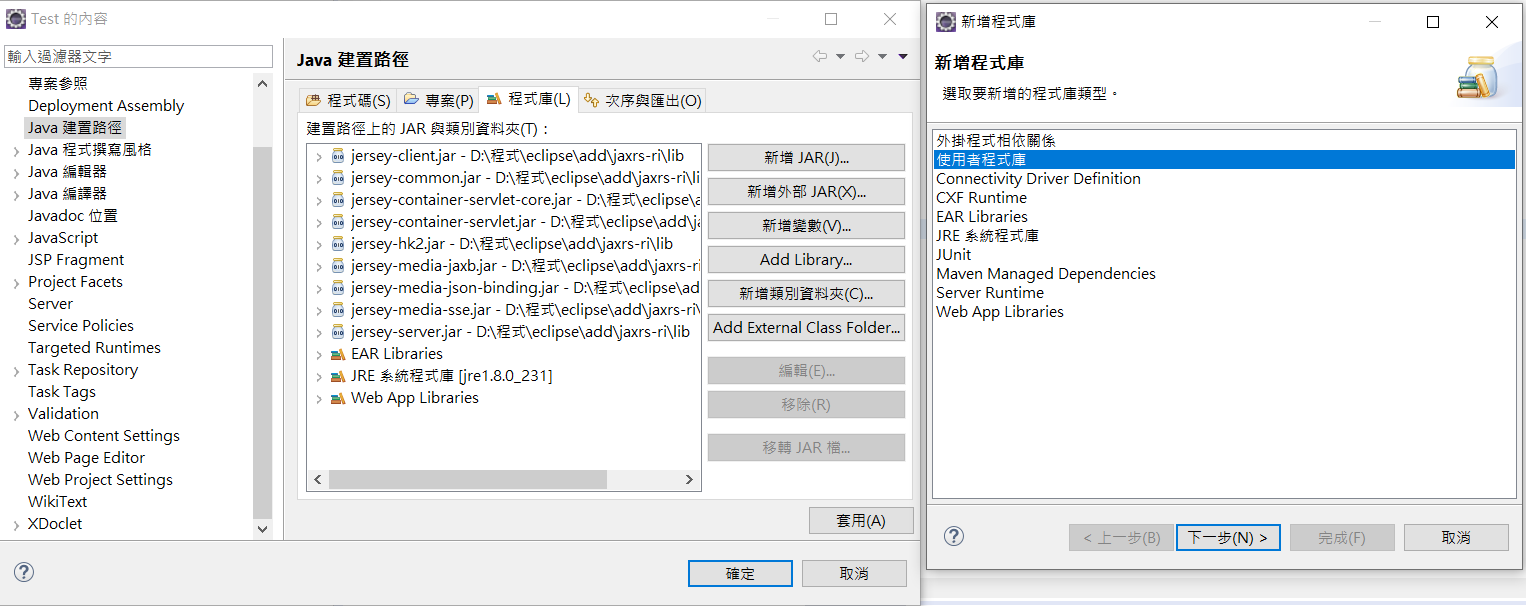 Test 的內容
輸入過濾器文字
專案參照
Deployment Assembly
Java 建置路徑
Java 程式撰寫風格
Java 編輯器
Java 編譯器
Javadoc 位置
JavaScript
JSP Fragment
Project Facets
Server
Service Policies
Targeted Runtimes
Task Repository
Task Tags
Validation
Web Content Settings
Web Page Editor
Web Project Settings
WikiText
XDoclet
Java 建置路徑
程式碼(S) 專案(P) 程式庫(L) 次序與匯出(O)
建置路徑上的 JAR 與類別資料夾(T)：
jersey-client.jar - D:\程式\eclipse\add\jaxrs-ri\lib
jersey-common.jar - D:\程式\eclipse\add\jaxrs-ri\li
jersey-container-servlet-core.jar - D:\程式\eclipse\a
jersey-container-servlet.jar - D:\程式\eclipse\add\ja
jersey-hk2.jar - D:\程式\eclipse\add\jaxrs-ri\lib
jersey-media-jaxb.jar - D:\程式\eclipse\add\jaxrs-ri
jersey-media-json-binding.jar - D:\程式\eclipse\ad
jersey-media-sse.jar - D:\程式\eclipse\add\jaxrs-ri\
jersey-server.jar - D:\程式\eclipse\add\jaxrs-ri\lib
EAR Libraries
JRE 系統程式庫 [jre1.8.0_231]
Web App Libraries
新增 JAR(J)...
新增外部 JAR(X)...
新增變數(V)...
Add Library...
新增類別資料夾(C)...
Add External Class Folder...
編輯(E)...
移除(R)
移轉 JAR 檔...
套用(A)
確定
取消
新增程式庫
新增程式庫
選取要新增的程式庫類型。
外掛程式相依關係
使用者程式庫
Connectivity Driver Definition
CXF Runtime
EAR Libraries
JRE 系統程式庫
JUnit
Maven Managed Dependencies
Server Runtime
Web App Libraries
< 上一步(B)
下一步(N) >
完成(F)
取消